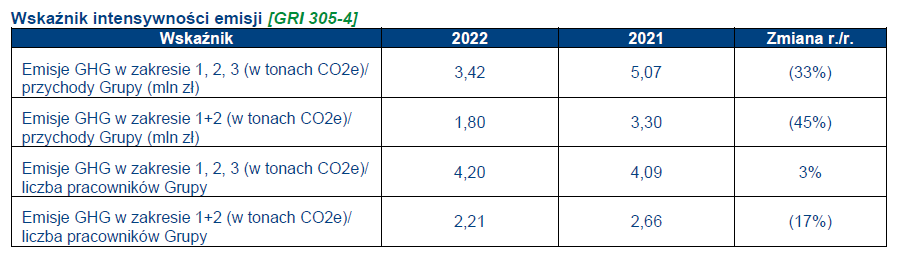 Wskaźnik intensywności emisji [GRI 305-4]
Wskaźnik 2022 2021 Zmiana r./r.
Emisje GHG w zakresie 1, 2, 3 (w tonach CO2e)/
przychody Grupy (mln zł) 3,42 5,07 (33%)
Emisje GHG w zakresie 1+2 (w tonach CO2e)/
przychody Grupy (mln zł) 1,80 3,30 (45%)
Emisje GHG w zakresie 1, 2, 3 (w tonach CO2e)/
liczba pracowników Grupy 4,20 4,09 3%
Emisje GHG w zakresie 1+2 (w tonach CO2e)/
liczba pracowników Grupy 2,21 2,66 (17%)